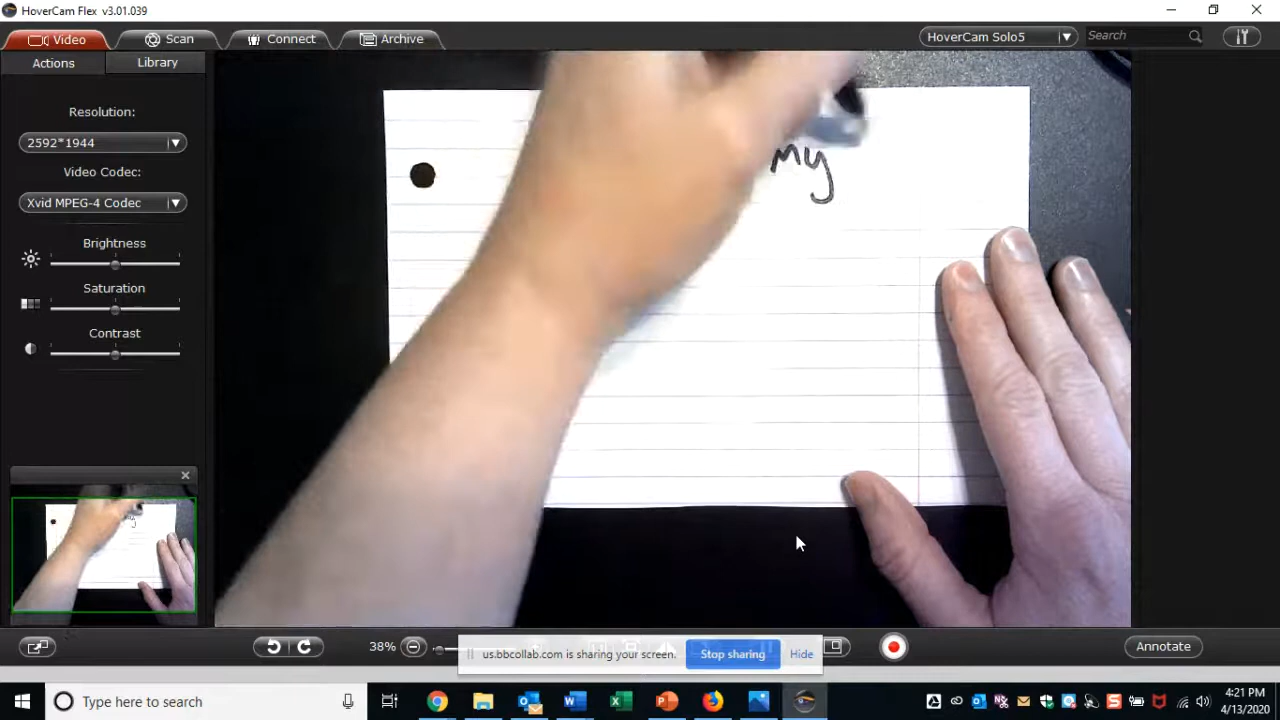 HoverCam Flex v3.01.039
Video
Scan
Connect
Archive
HoverCam Solo5
Search
Actions
Library
Resolution:
2592*1944
Video Codec:
Xvid MPEG-4 Codec
Brightness
Saturation
Contrast
my
38%
us.bbcollab.com is sharing your screen.
Stop sharing
Hide
Annotate
Type here to search
4:21 PM
4/13/2020